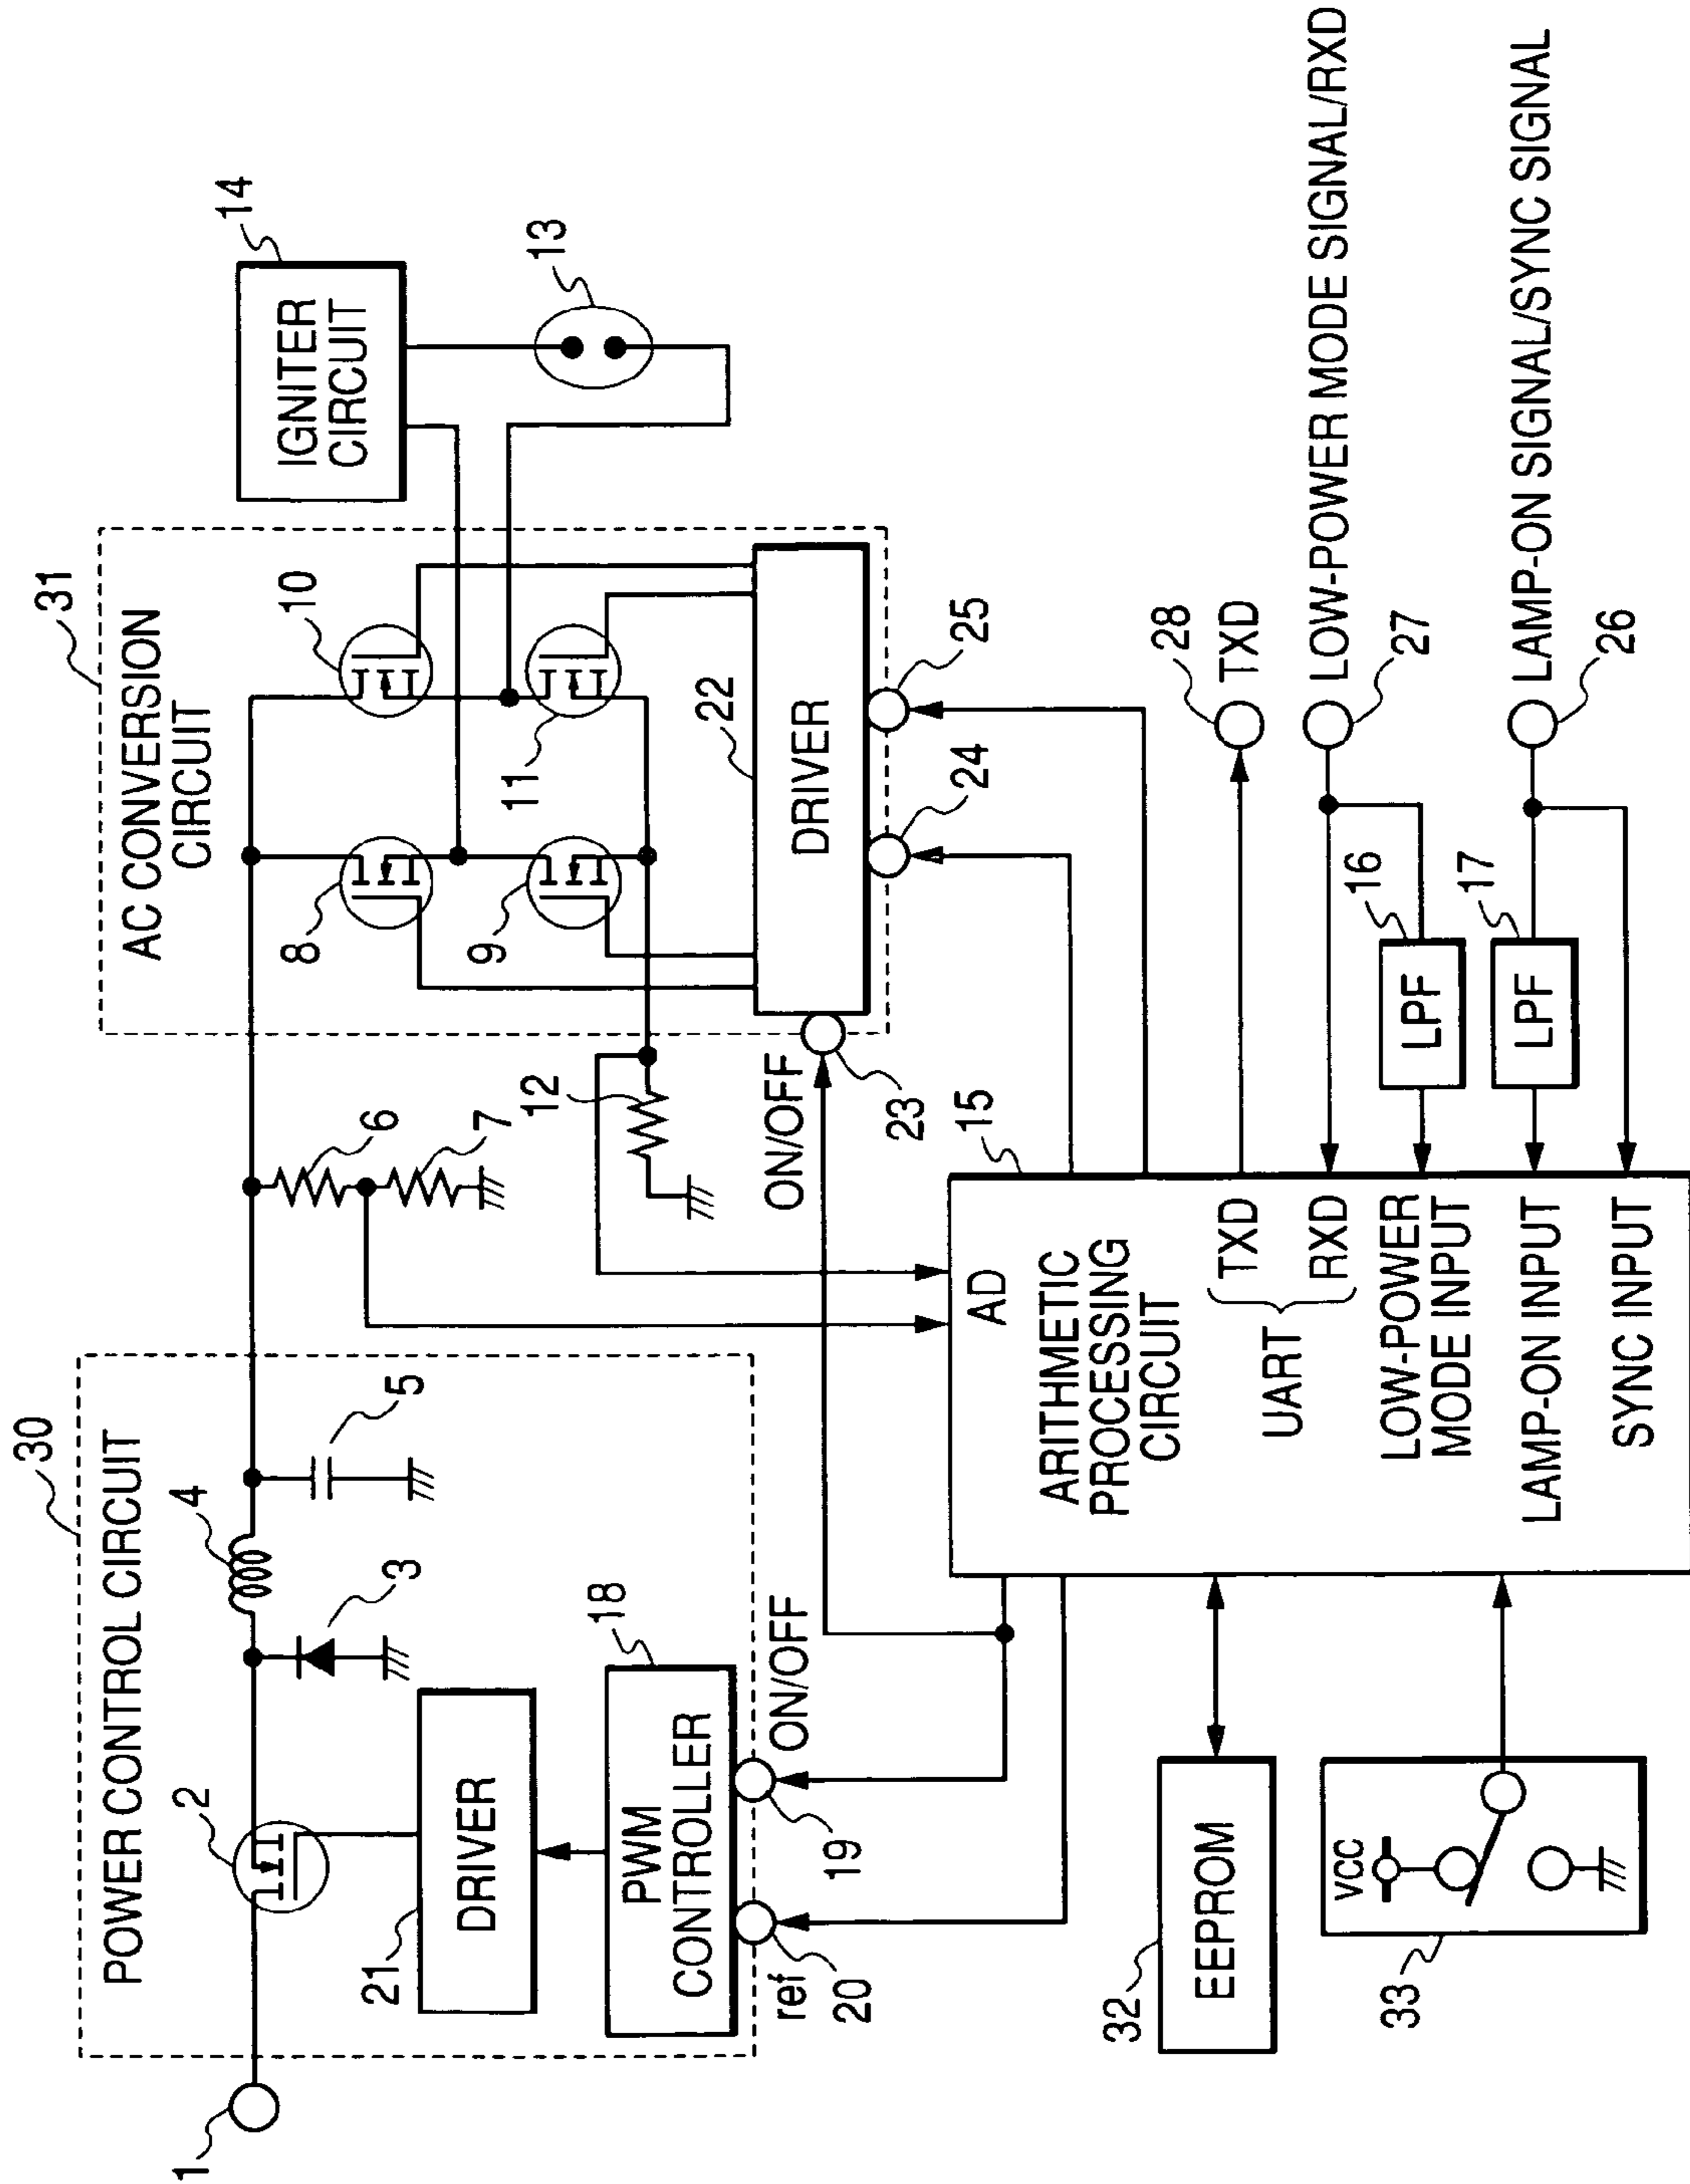 30
POWER CONTROL CIRCUIT
1
2
3
4
5
21
DRIVER
18
PWM
CONTROLLER
ref
20
19
ON/OFF
6
7
12
31
AC CONVERSION
CIRCUIT
8
9
10
11
22
DRIVER
ON/OFF
23
24
25
14
IGNITER
CIRCUIT
13
15
AD
ARITHMETIC
PROCESSING
CIRCUIT
UART
TXD
RXD
LOW-POWER
MODE INPUT
LAMP-ON INPUT
SYNC INPUT
32
EEPROM
33
VCC
16
LPF
17
LPF
28
TXD
LOW-POWER MODE SIGNAL/RXD
27
LAMP-ON SIGNAL/SYNC SIGNAL
26